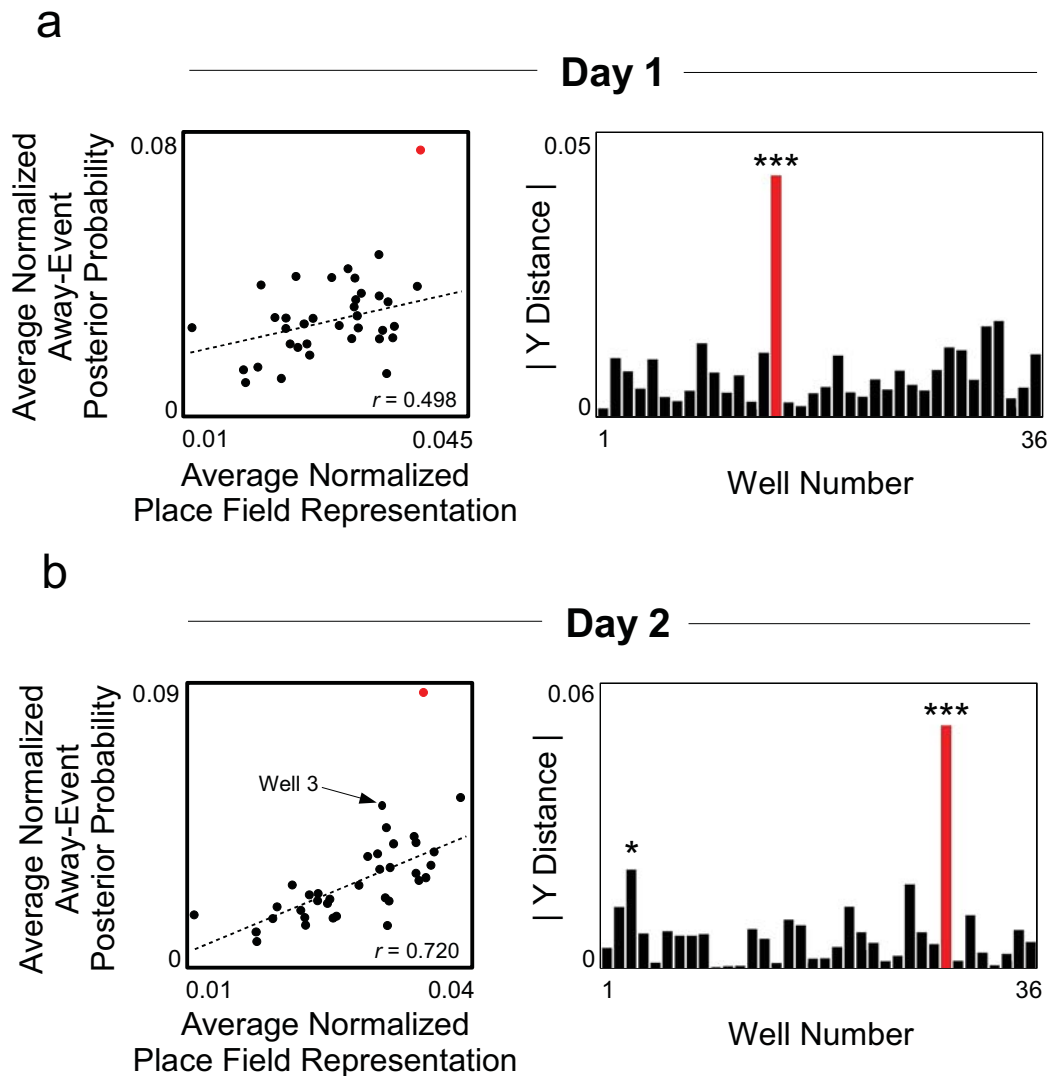 a
Day 1
Average Normalized
Away-Event
Posterior Probability
0.08
0
r = 0.498
0.01
0.045
Average Normalized
Place Field Representation
| Y Distance |
0.05
0
***
1
36
Well Number
b
Day 2
Average Normalized
Away-Event
Posterior Probability
0.09
0
Well 3
r = 0.720
0.01
0.04
Average Normalized
Place Field Representation
| Y Distance |
0.06
0
*
***
1
36
Well Number